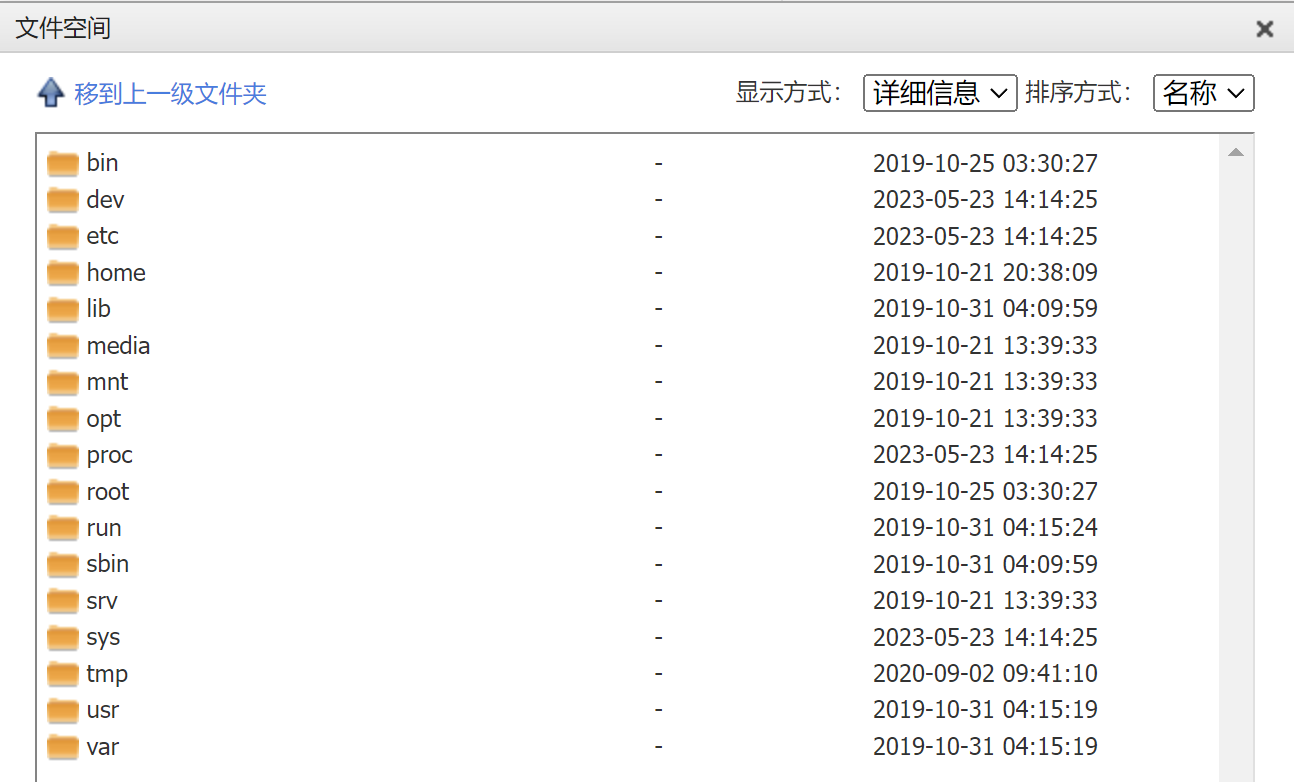 文件空间
移到上一级文件夹 显示方式： 详细信息 排序方式： 名称
bin - 2019-10-25 03:30:27
dev - 2023-05-23 14:14:25
etc - 2023-05-23 14:14:25
home - 2019-10-21 20:38:09
lib - 2019-10-31 04:09:59
media - 2019-10-21 13:39:33
mnt - 2019-10-21 13:39:33
opt - 2019-10-21 13:39:33
proc - 2023-05-23 14:14:25
root - 2019-10-25 03:30:27
run - 2019-10-31 04:15:24
sbin - 2019-10-31 04:09:59
srv - 2019-10-21 13:39:33
sys - 2023-05-23 14:14:25
tmp - 2020-09-02 09:41:10
usr - 2019-10-31 04:15:19
var - 2019-10-31 04:15:19